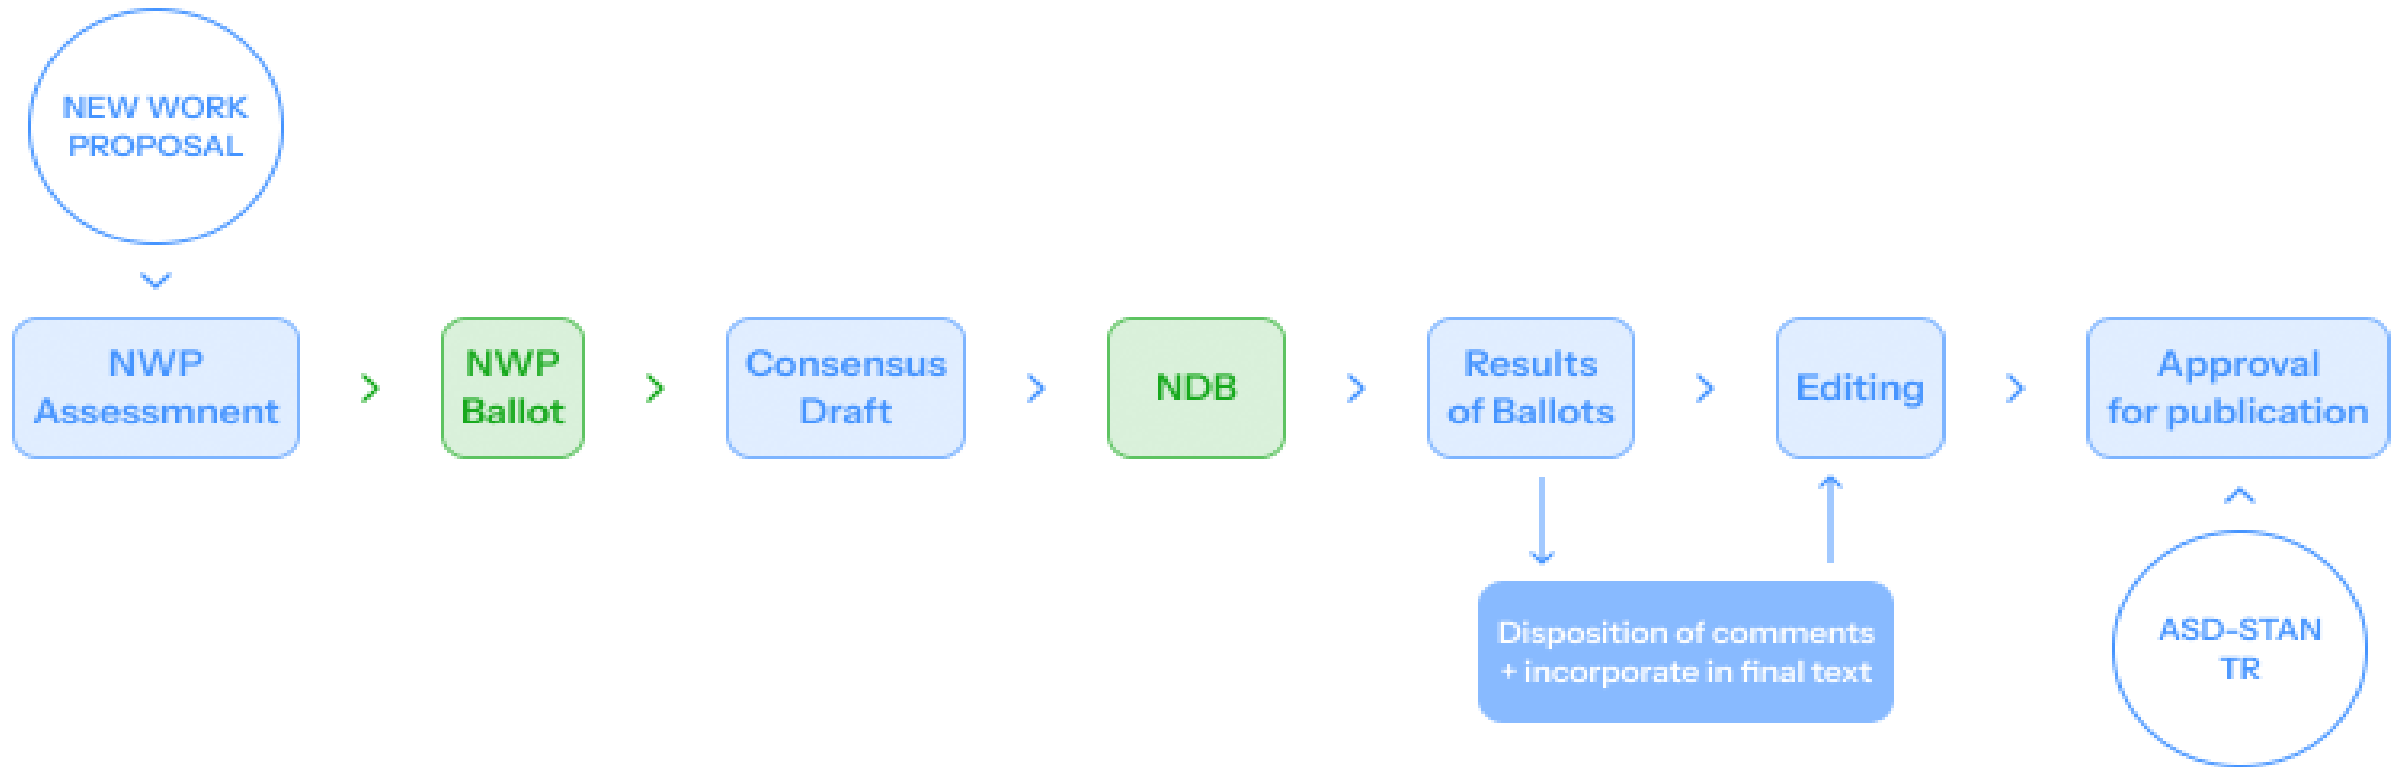 NEW WORK
PROPOSAL
NWP
Assessmnent
NWP
Ballot
Consensus
Draft
NDB
Results
of Ballots
Editing
Approval
for publication
Disposition of comments
+ incorporate in final text
ASD-STAN
TR